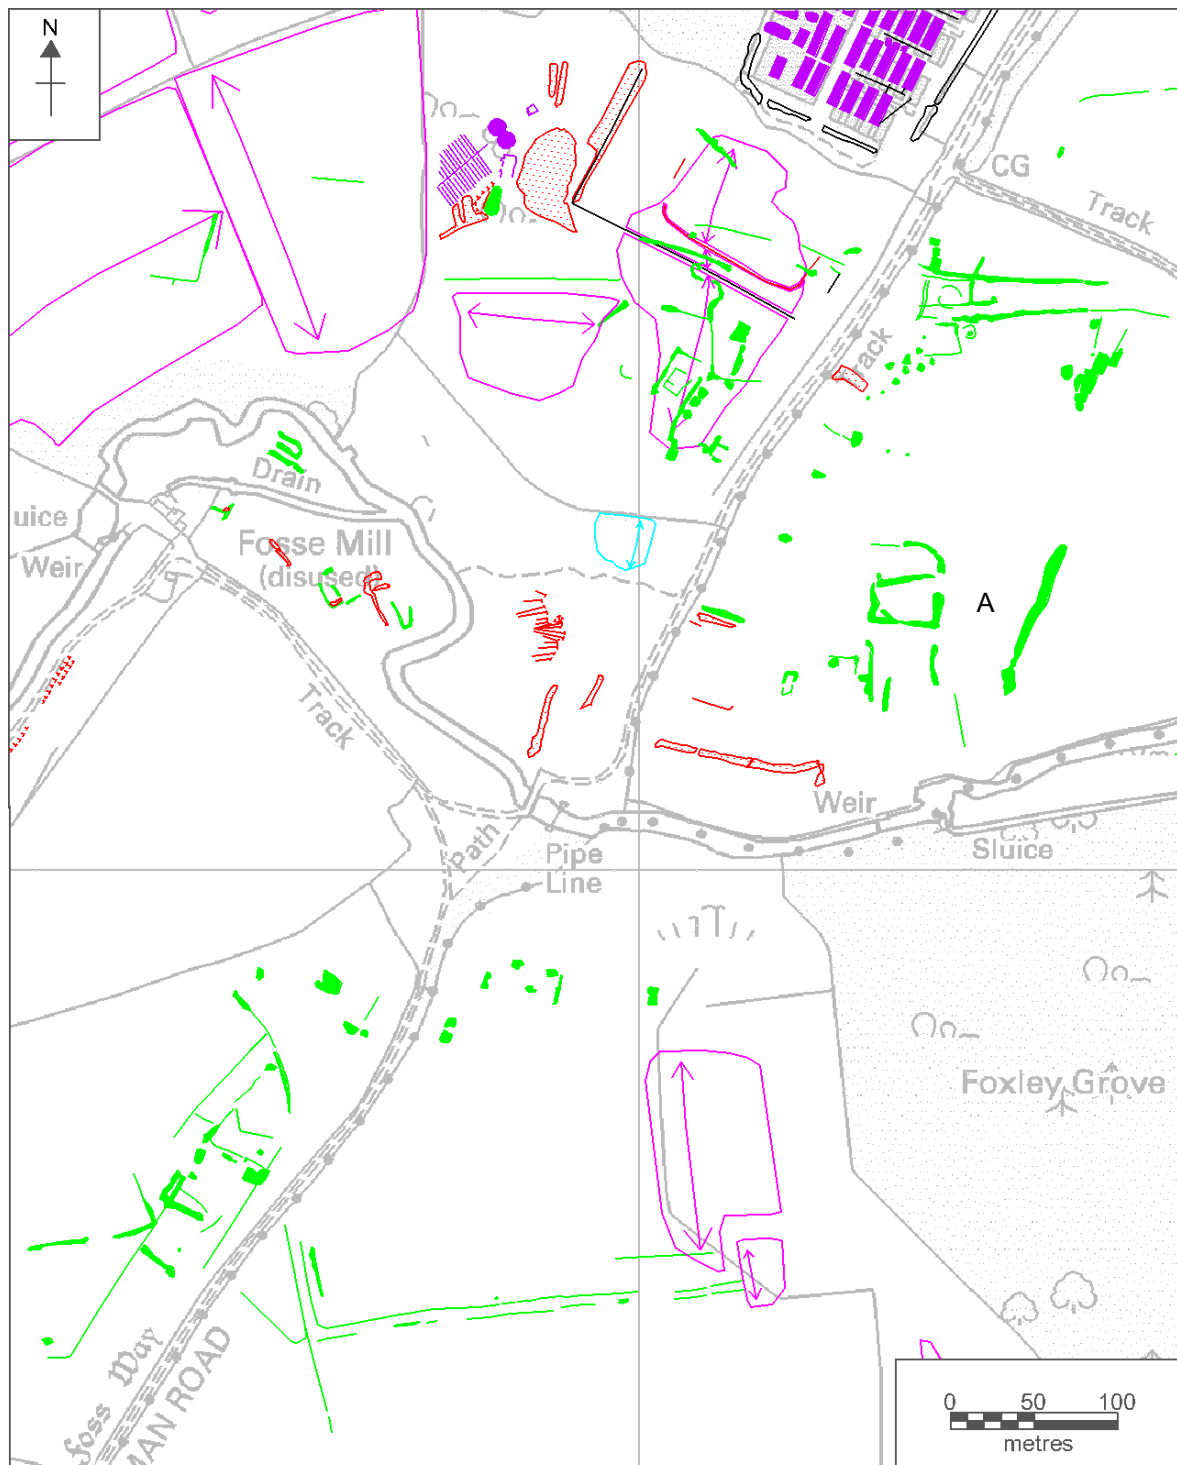 N
CG
Track
Track
Drain
uice
Fosse Mill
(disused)
Weir
A
Track
Weir
Path
Pipe
Line
Sluice
Foxley Grove
foss Way
MAN ROAD
0 50 100
metres